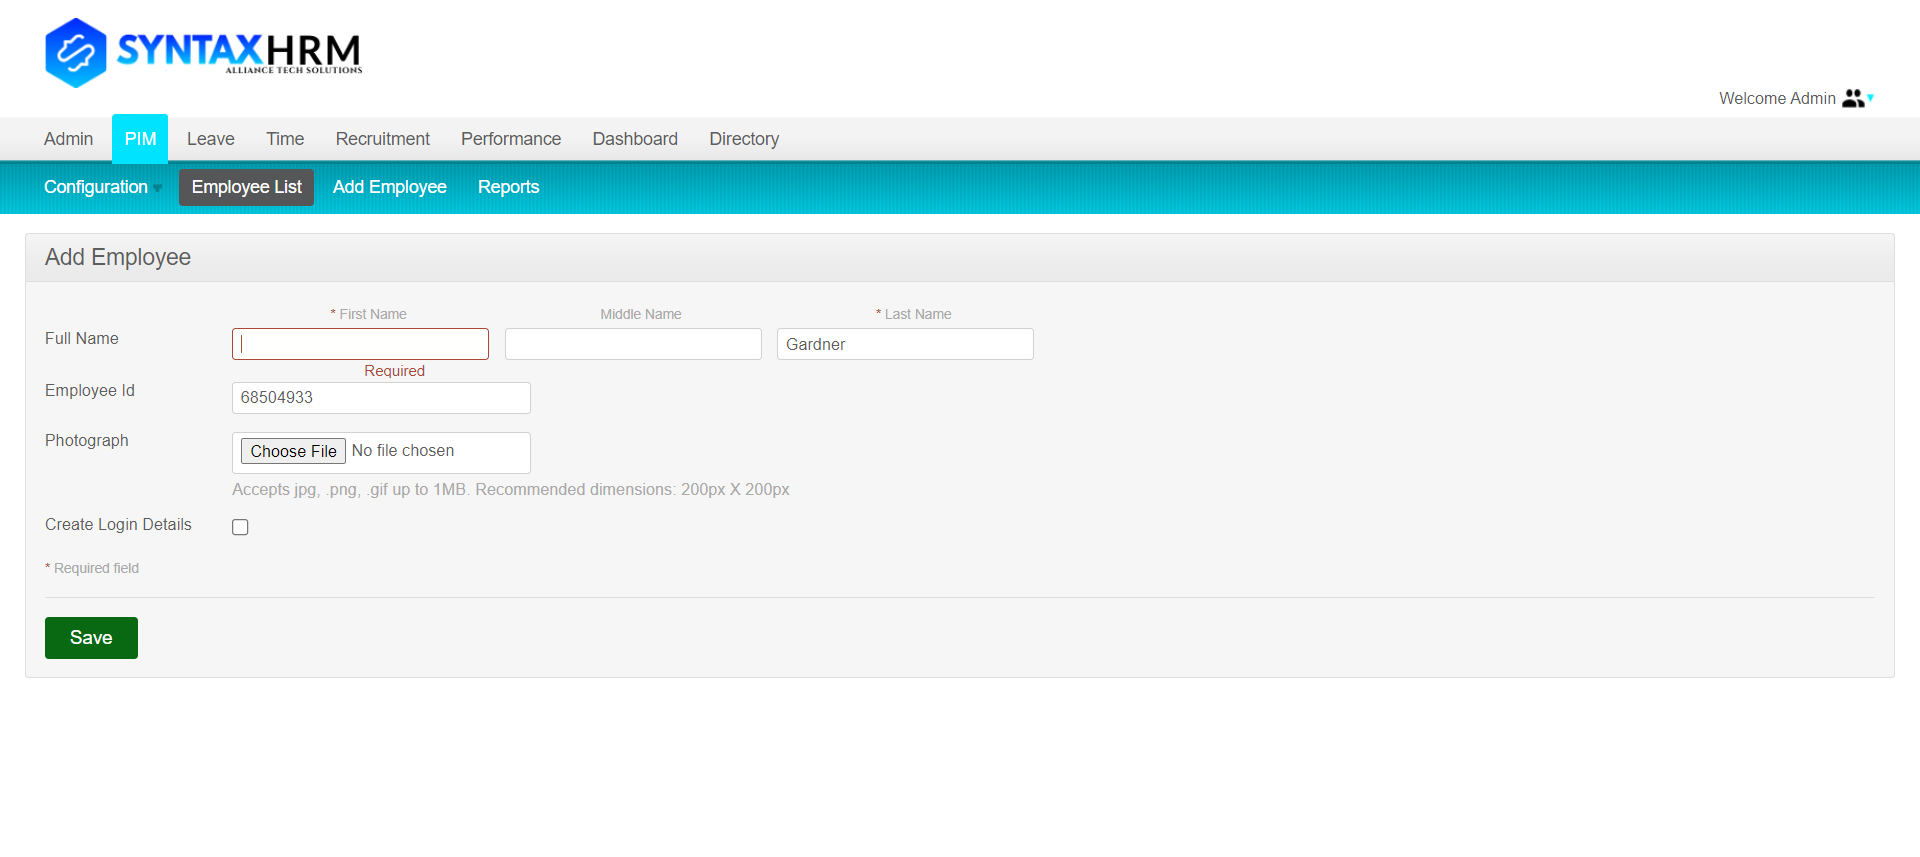 SYNTAXHRM
ALLIANCE TECH SOLUTIONS
Welcome Admin
Admin PIM Leave Time Recruitment Performance Dashboard Directory
Configuration Employee List Add Employee Reports
Add Employee
* First Name Middle Name * Last Name
Full Name Gardner
Required
Employee Id 68504933
Photograph Choose File No file chosen
Accepts jpg, .png, .gif up to 1MB. Recommended dimensions: 200px X 200px
Create Login Details
* Required field
Save